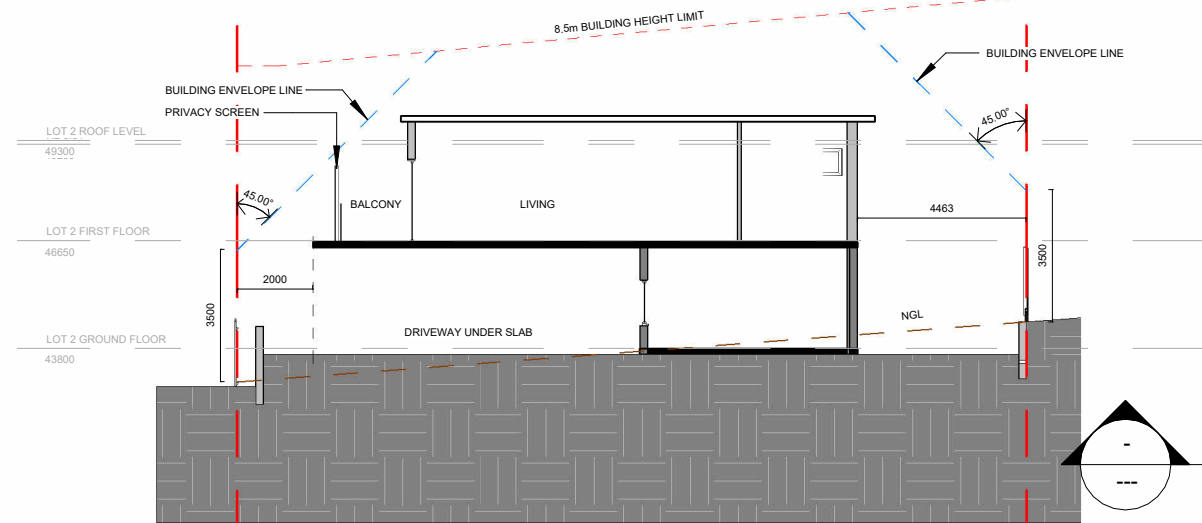 8.5m BUILDING HEIGHT LIMIT
BUILDING ENVELOPE LINE
BUILDING ENVELOPE LINE
PRIVACY SCREEN
45.00°
LOT 2 ROOF LEVEL
49300
45.00°
BALCONY
LIVING
4463
LOT 2 FIRST FLOOR
46650
3500
2000
3500
NGL
DRIVEWAY UNDER SLAB
LOT 2 GROUND FLOOR
43800
-
---